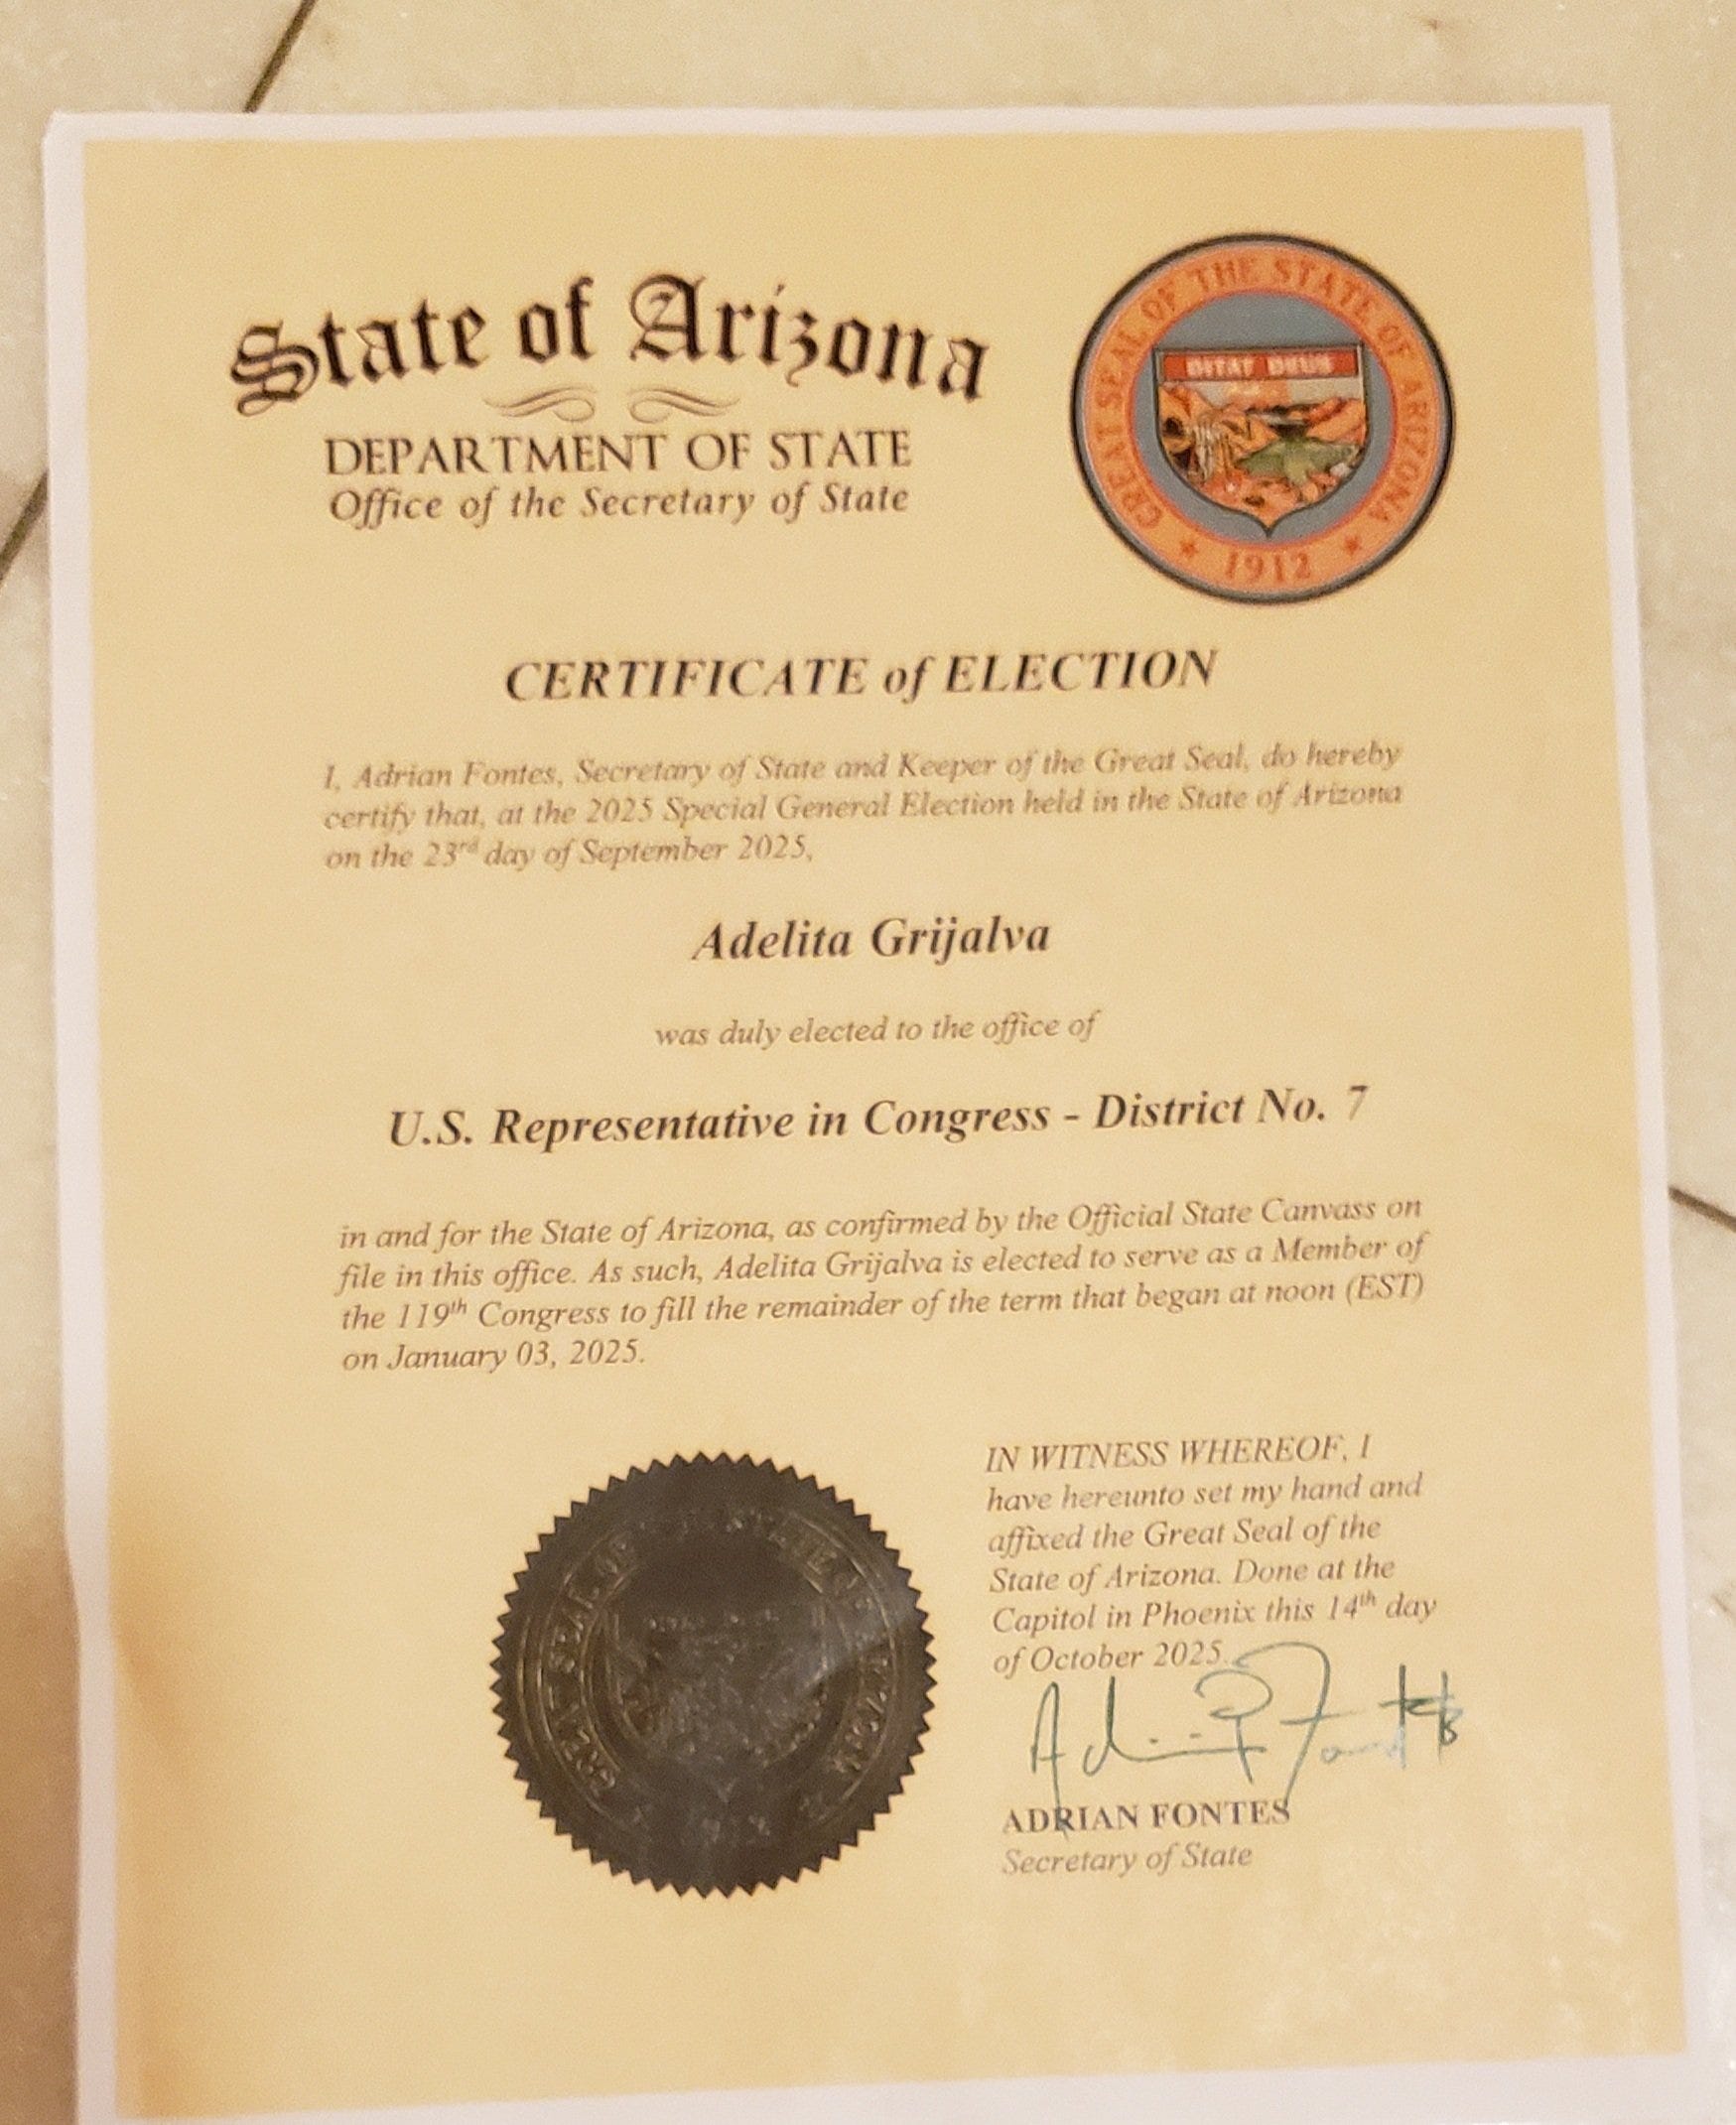 State of Arizona
DEPARTMENT OF STATE
Office of the Secretary of State
GREAT SEAL OF THE STATE OF ARIZONA
DITAT DEUS
1912
CERTIFICATE of ELECTION
I, Adrian Fontes, Secretary of State and Keeper of the Great Seal, do hereby
certify that, at the 2025 Special General Election held in the State of Arizona
on the 23rd day of September 2025,
Adelita Grijalva
was duly elected to the office of
U.S. Representative in Congress - District No. 7
in and for the State of Arizona, as confirmed by the Official State Canvass on
file in this office. As such, Adelita Grijalva is elected to serve as a Member of
the 119th Congress to fill the remainder of the term that began at noon (EST)
on January 03, 2025.
GREAT SEAL OF STATE
IN WITNESS WHEREOF, I
have hereunto set my hand and
affixed the Great Seal of the
State of Arizona. Done at the
Capitol in Phoenix this 14th day
of October 2025.
ADRIAN FONTES
Secretary of State